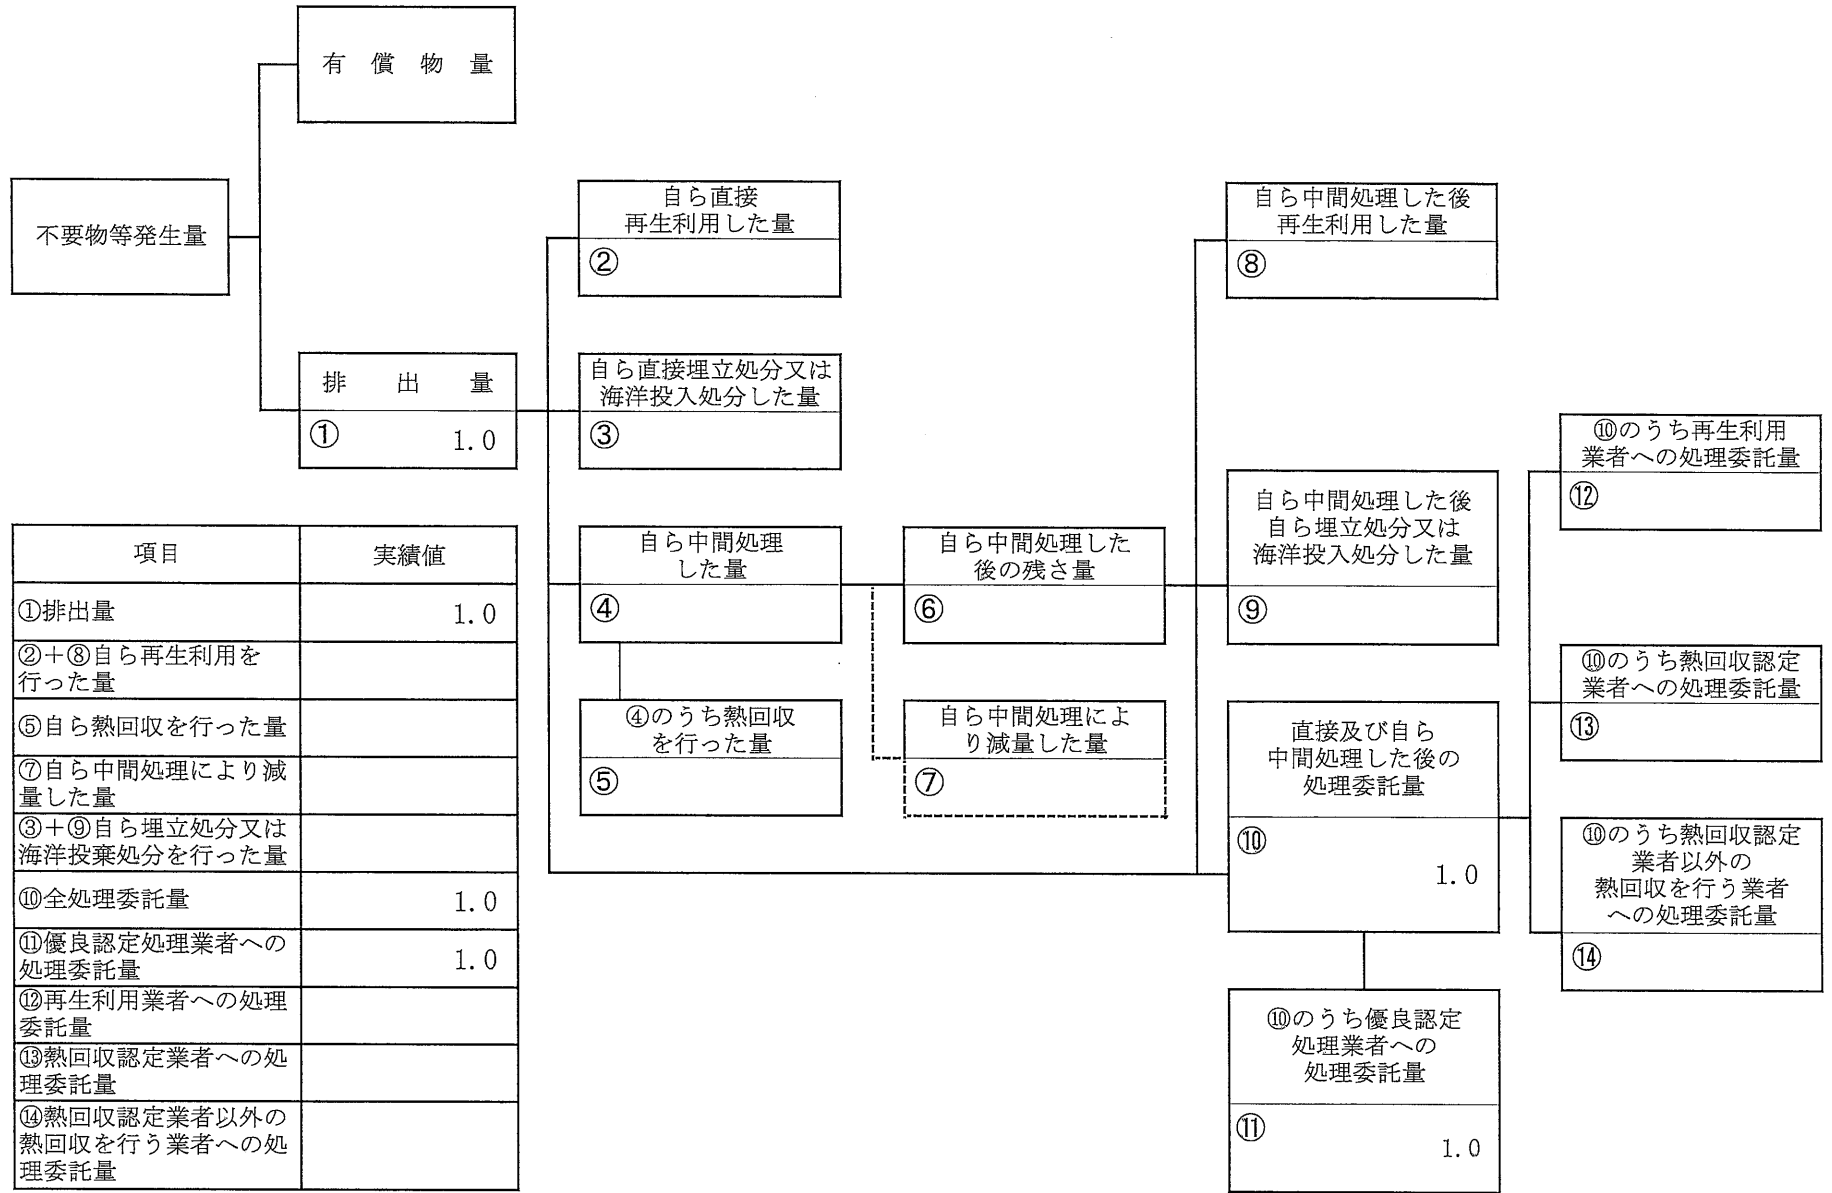 有償物量
不要物等発生量
排出量
① 1.0
自ら直接
再生利用した量
②
自ら直接埋立処分又は
海洋投入処分した量
③
自ら中間処理
した量
④
④のうち熱回収
を行った量
⑤
自ら中間処理した
後の残さ量
⑥
自ら中間処理によ
り減量した量
⑦
自ら中間処理した後
再生利用した量
⑧
自ら中間処理した後
自ら埋立処分又は
海洋投入処分した量
⑨
直接及び自ら
中間処理した後の
処理委託量
⑩
1.0
⑩のうち優良認定
処理業者への
処理委託量
⑪
1.0
⑩のうち再生利用
業者への処理委託量
⑫
⑩のうち熱回収認定
業者への処理委託量
⑬
⑩のうち熱回収認定
業者以外の
熱回収を行う業者
への処理委託量
⑭
項目 実績値
①排出量 1.0
②+⑧自ら再生利用を
行った量
⑤自ら熱回収を行った量
⑦自ら中間処理により減
量した量
③+⑨自ら埋立処分又は
海洋投棄処分を行った量
⑩全処理委託量 1.0
⑪優良認定処理業者への
処理委託量 1.0
⑫再生利用業者への処理
委託量
⑬熱回収認定業者への処
理委託量
⑭熱回収認定業者以外の
熱回収を行う業者への処
理委託量